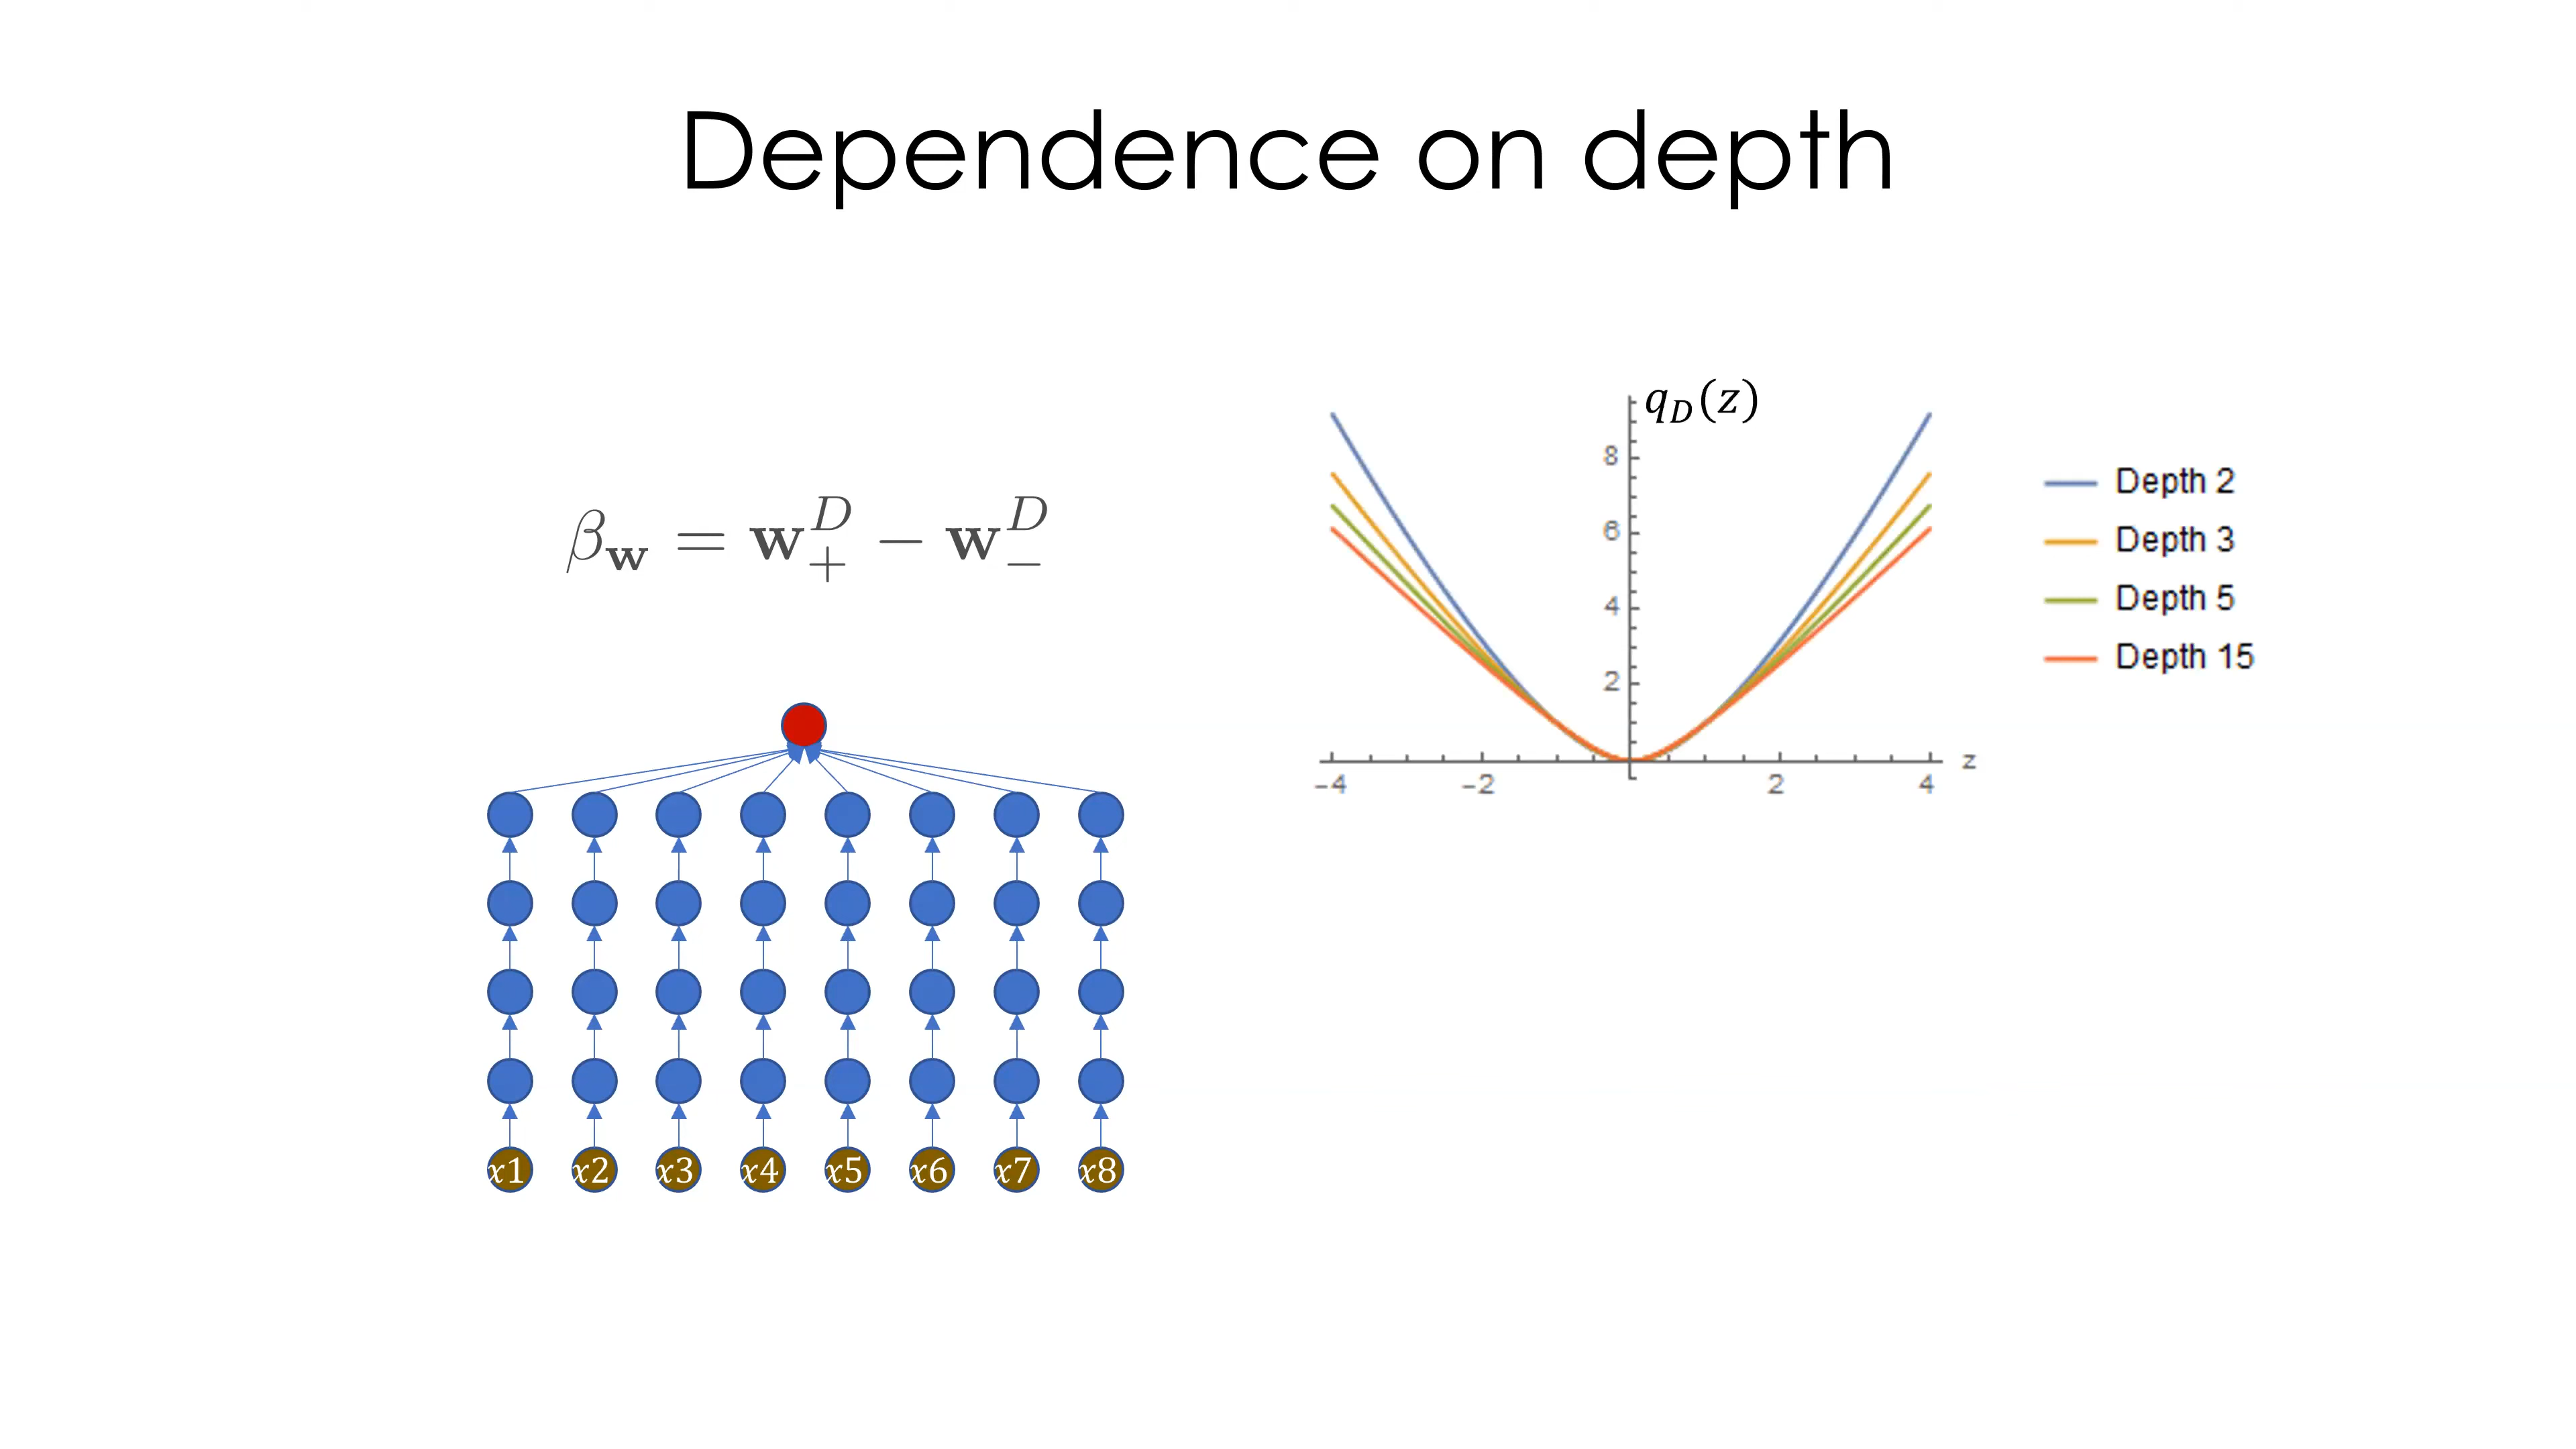 Dependence on depth
β_w = w_+^D − w_−^D
x1 x2 x3 x4 x5 x6 x7 x8
q_D(z)
8
6
4
2
−4 −2 2 4 z
Depth 2
Depth 3
Depth 5
Depth 15